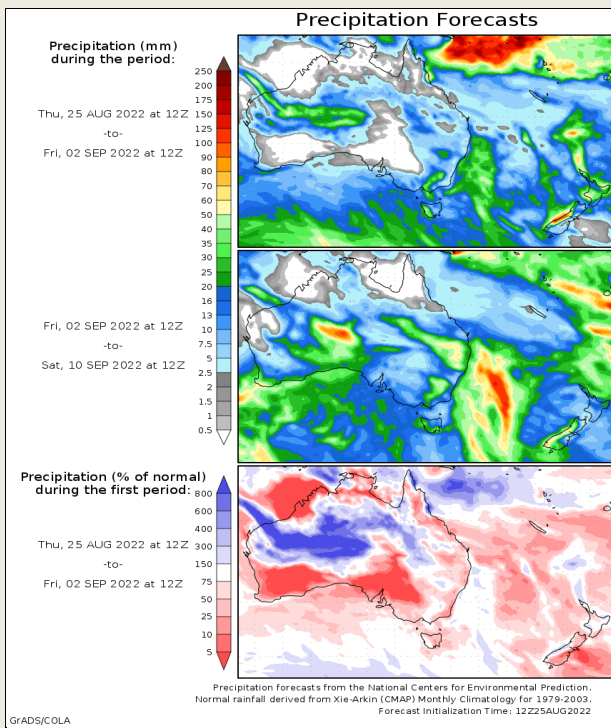 Precipitation Forecasts
Precipitation (mm)
during the period:
Thu, 25 AUG 2022 at 12Z
-to-
Fri, 02 SEP 2022 at 12Z
250
200
175
150
125
100
90
80
70
60
50
40
35
30
25
20
16
13
10
7.5
5
2.5
2
1.5
1
0.5
Fri, 02 SEP 2022 at 12Z
-to-
Sat, 10 SEP 2022 at 12Z
Precipitation (% of normal)
during the first period:
Thu, 25 AUG 2022 at 12Z
-to-
Fri, 02 SEP 2022 at 12Z
800
600
400
300
150
75
50
25
10
5
Precipitation forecasts from the National Centers for Environmental Prediction.
Normal rainfall derived from Xie-Arkin (CMAP) Monthly Climatology for 1979-2003.
Forecast Initialization Time: 12Z25AUG2022
GrADS/COLA